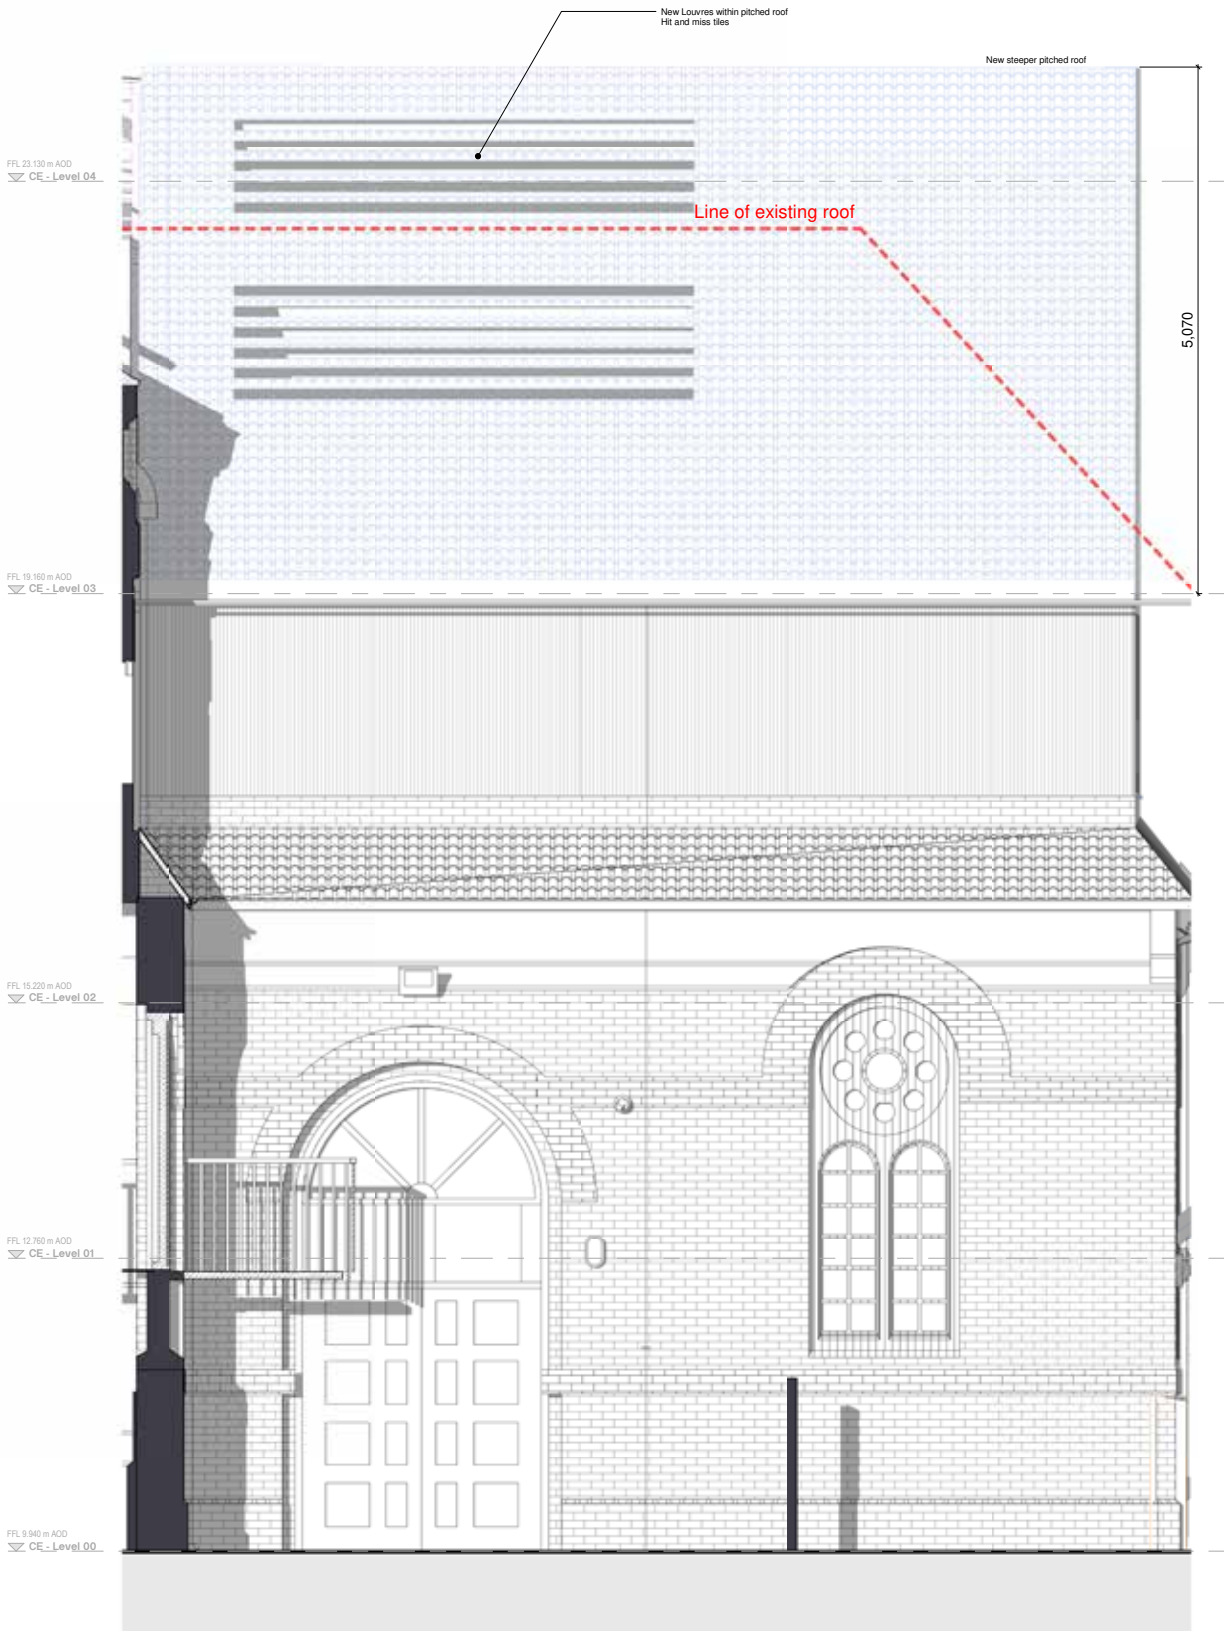 New Louvres within pitched roof
Hit and miss tiles
New steeper pitched roof
FFL 23.130 m AOD
CE - Level 04
Line of existing roof
5,070
FFL 19.160 m AOD
CE - Level 03
FFL 15.220 m AOD
CE - Level 02
FFL 12.760 m AOD
CE - Level 01
FFL 9.940 m AOD
CE - Level 00